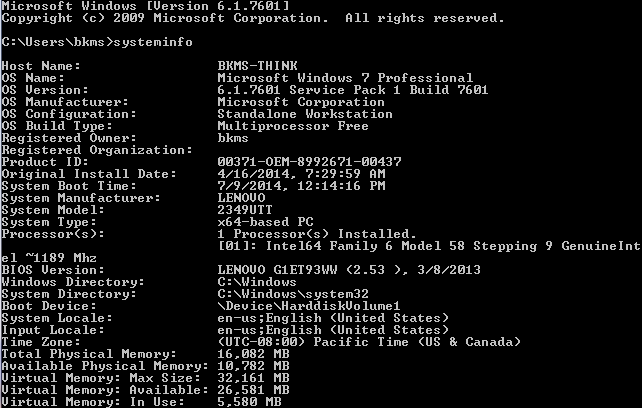 Microsoft Windows [Version 6.1.7601]
Copyright (c) 2009 Microsoft Corporation.  All rights reserved.
C:\Users\bkms>systeminfo
Host Name:                 BKMS-THINK
OS Name:                   Microsoft Windows 7 Professional
OS Version:                6.1.7601 Service Pack 1 Build 7601
OS Manufacturer:           Microsoft Corporation
OS Configuration:          Standalone Workstation
OS Build Type:             Multiprocessor Free
Registered Owner:          bkms
Registered Organization:
Product ID:                00371-OEM-8992671-00437
Original Install Date:     4/16/2014, 7:29:59 AM
System Boot Time:          7/9/2014, 12:14:16 PM
System Manufacturer:       LENOVO
System Model:              2349UTT
System Type:               x64-based PC
Processor(s):              1 Processor(s) Installed.
                           [01]: Intel64 Family 6 Model 58 Stepping 9 GenuineInt
el ~1189 Mhz
BIOS Version:              LENOVO G1ET93WW (2.53 ), 3/8/2013
Windows Directory:         C:\Windows
System Directory:          C:\Windows\system32
Boot Device:               \Device\HarddiskVolume1
System Locale:             en-us;English (United States)
Input Locale:              en-us;English (United States)
Time Zone:                 (UTC-08:00) Pacific Time (US & Canada)
Total Physical Memory:     16,082 MB
Available Physical Memory: 10,782 MB
Virtual Memory: Max Size:  32,161 MB
Virtual Memory: Available: 26,581 MB
Virtual Memory: In Use:    5,580 MB